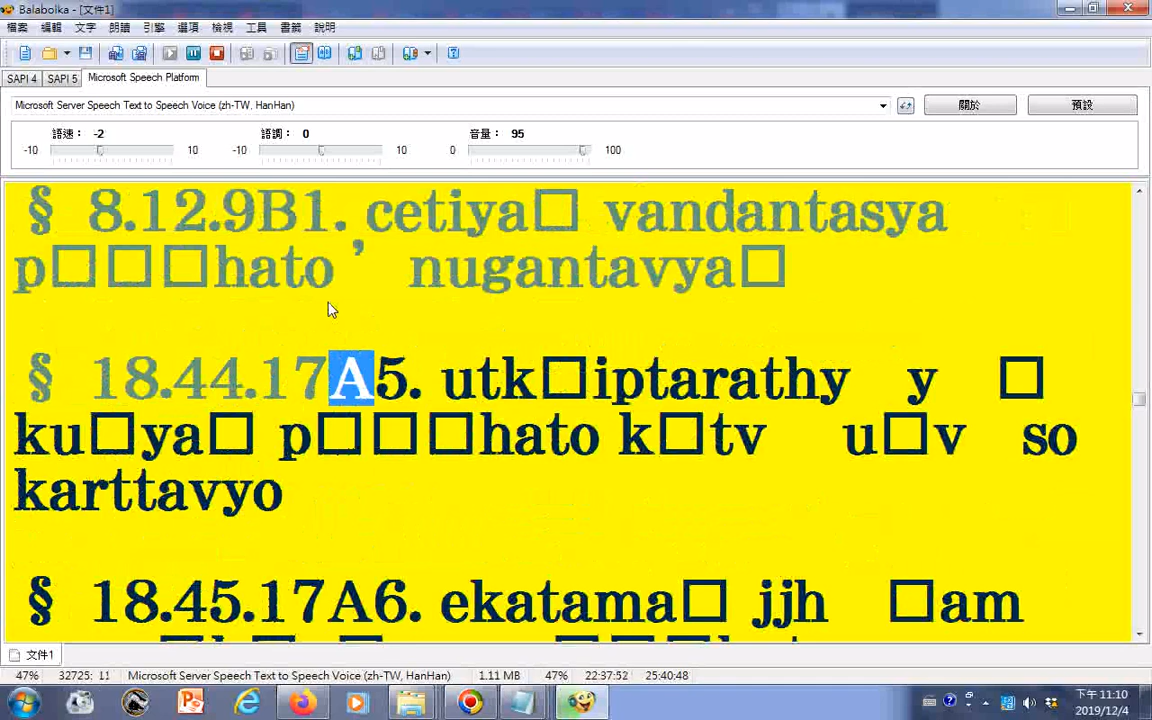 Balabolka - [文件1]
檔案 編輯 文字 朗讀 引擎 選項 檢視 工具 書籤 說明
SAPI 4 SAPI 5 Microsoft Speech Platform
Microsoft Server Speech Text to Speech Voice (zh-TW, HanHan) 關於 預設
語速： -2 語調： 0 音量： 95
-10 10 -10 10 0 100
§ 8.12.9B1. cetiya□ vandantasya
p□□□hato ’ nugantavya□
§ 18.44.17A5. utk□iptarathy y □
ku□ya□ p□□□hato k□tv u□v so
karttavyo
§ 18.45.17A6. ekatama□ jjh □am
文件1
47% 32725: 11 Microsoft Server Speech Text to Speech Voice (zh-TW, HanHan) 1.11 MB 47% 22:37:52 25:40:48
下午 11:10
2019/12/4